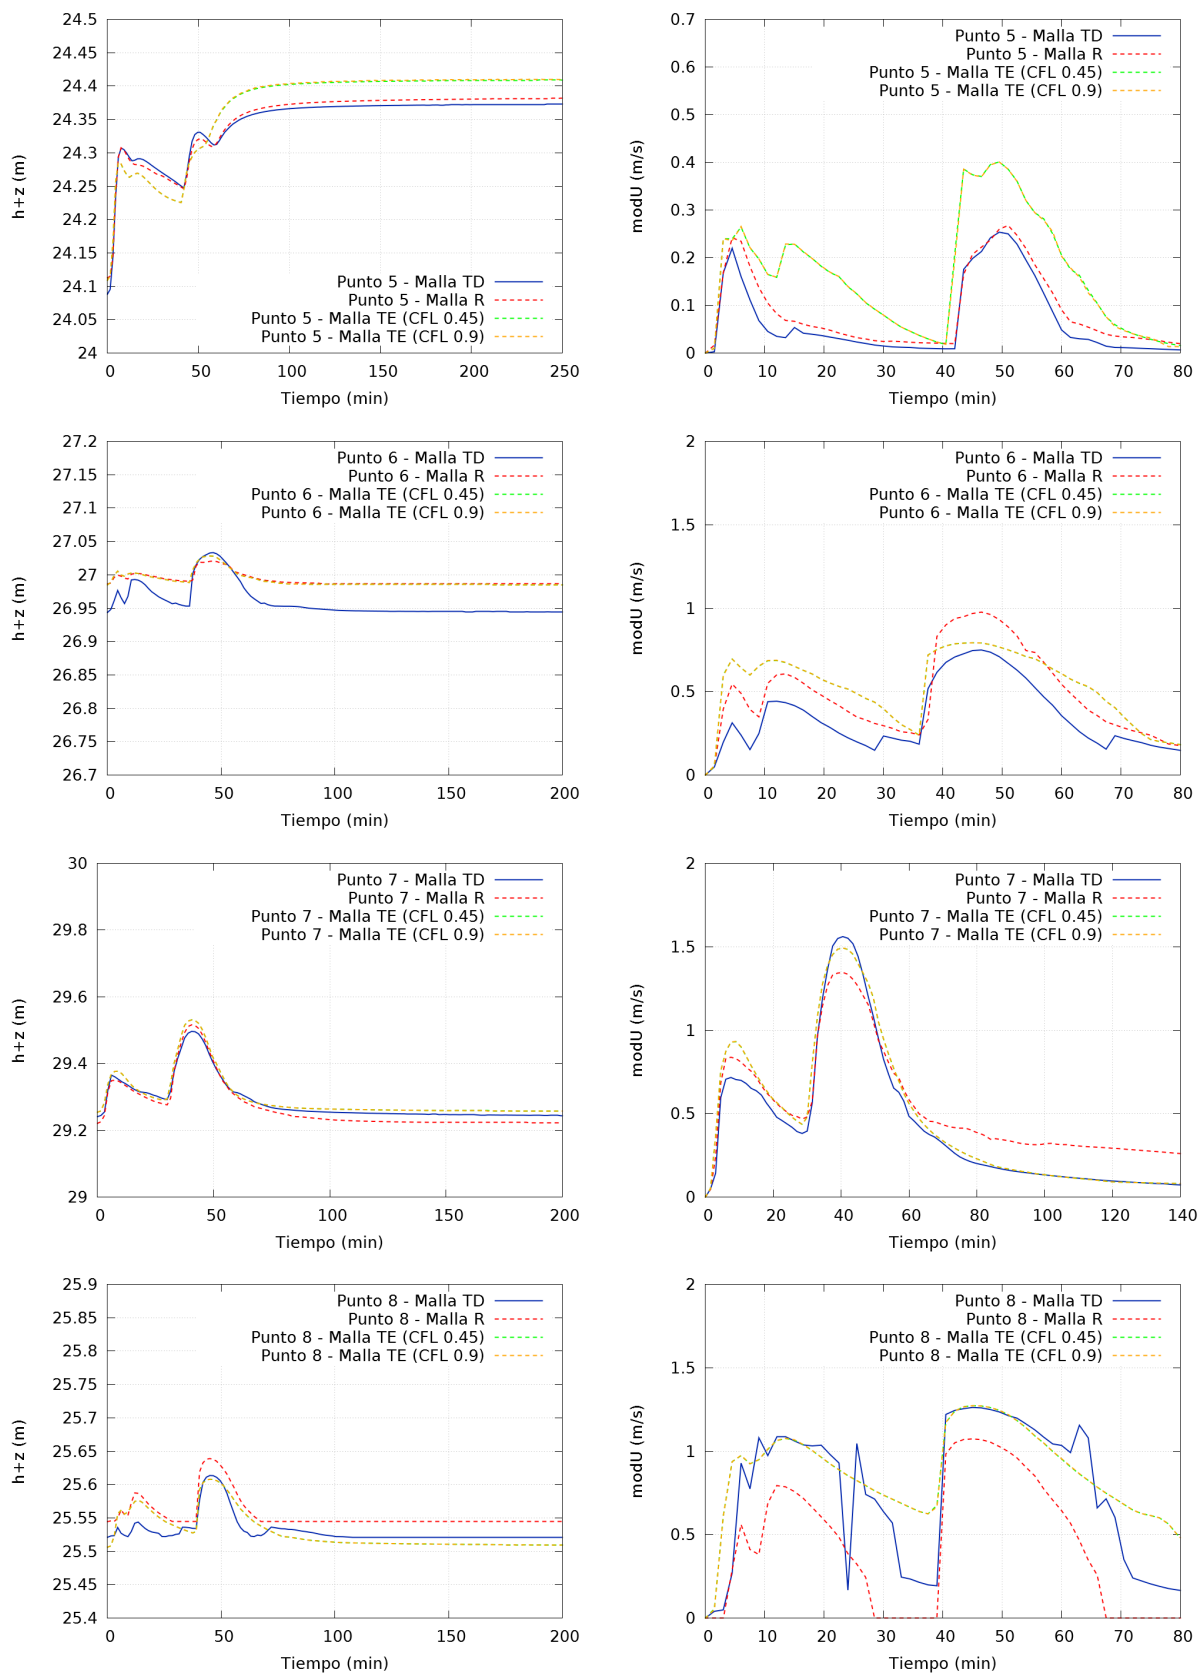 24.5
24.45
24.4
24.35
24.3
24.25
24.2
24.15
24.1
24.05
24
h+z (m)
0 50 100 150 200 250
Tiempo (min)
Punto 5 - Malla TD
Punto 5 - Malla R
Punto 5 - Malla TE (CFL 0.45)
Punto 5 - Malla TE (CFL 0.9)
0.7
0.6
0.5
0.4
0.3
0.2
0.1
0
modU (m/s)
0 10 20 30 40 50 60 70 80
Tiempo (min)
Punto 5 - Malla TD
Punto 5 - Malla R
Punto 5 - Malla TE (CFL 0.45)
Punto 5 - Malla TE (CFL 0.9)
27.2
27.15
27.1
27.05
27
26.95
26.9
26.85
26.8
26.75
26.7
h+z (m)
0 50 100 150 200
Tiempo (min)
Punto 6 - Malla TD
Punto 6 - Malla R
Punto 6 - Malla TE (CFL 0.45)
Punto 6 - Malla TE (CFL 0.9)
2
1.5
1
0.5
0
modU (m/s)
0 10 20 30 40 50 60 70 80
Tiempo (min)
Punto 6 - Malla TD
Punto 6 - Malla R
Punto 6 - Malla TE (CFL 0.45)
Punto 6 - Malla TE (CFL 0.9)
30
29.8
29.6
29.4
29.2
29
h+z (m)
0 50 100 150 200
Tiempo (min)
Punto 7 - Malla TD
Punto 7 - Malla R
Punto 7 - Malla TE (CFL 0.45)
Punto 7 - Malla TE (CFL 0.9)
2
1.5
1
0.5
0
modU (m/s)
0 20 40 60 80 100 120 140
Tiempo (min)
Punto 7 - Malla TD
Punto 7 - Malla R
Punto 7 - Malla TE (CFL 0.45)
Punto 7 - Malla TE (CFL 0.9)
25.9
25.85
25.8
25.75
25.7
25.65
25.6
25.55
25.5
25.45
25.4
h+z (m)
0 50 100 150 200
Tiempo (min)
Punto 8 - Malla TD
Punto 8 - Malla R
Punto 8 - Malla TE (CFL 0.45)
Punto 8 - Malla TE (CFL 0.9)
2
1.5
1
0.5
0
modU (m/s)
0 10 20 30 40 50 60 70 80
Tiempo (min)
Punto 8 - Malla TD
Punto 8 - Malla R
Punto 8 - Malla TE (CFL 0.45)
Punto 8 - Malla TE (CFL 0.9)